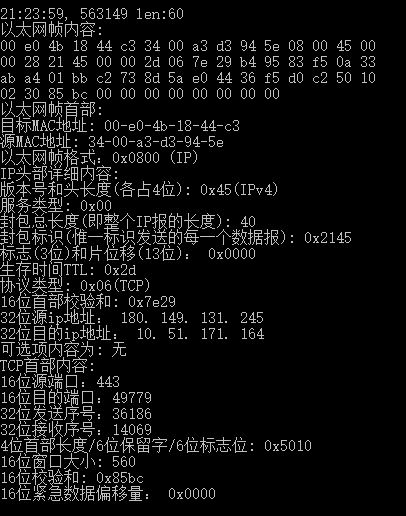 21:23:59, 563149 len:60
以太网帧内容:
00 e0 4b 18 44 c3 34 00 a3 d3 94 5e 08 00 45 00
00 28 21 45 00 00 2d 06 7e 29 b4 95 83 f5 0a 33
ab a4 01 bb c2 73 8d 5a e0 44 36 f5 d0 c2 50 10
02 30 85 bc 00 00 00 00 00 00 00 00
以太网帧首部:
目标MAC地址: 00-e0-4b-18-44-c3
源MAC地址: 34-00-a3-d3-94-5e
以太网帧格式：0x0800 (IP)
IP头部详细内容:
版本号和头长度(各占4位): 0x45(IPv4)
服务类型: 0x00
封包总长度(即整个IP报的长度): 40
封包标识(惟一标识发送的每一个数据报): 0x2145
标志(3位)和片位移(13位): 0x0000
生存时间TTL: 0x2d
协议类型: 0x06(TCP)
16位首部校验和: 0x7e29
32位源ip地址: 180. 149. 131. 245
32位目的ip地址: 10. 51. 171. 164
可选项内容为: 无
TCP首部内容:
16位源端口：443
16位目的端口：49779
32位发送序号：36186
32位接收序号：14069
4位首部长度/6位保留字/6位标志位: 0x5010
16位窗口大小: 560
16位校验和: 0x85bc
16位紧急数据偏移量： 0x0000